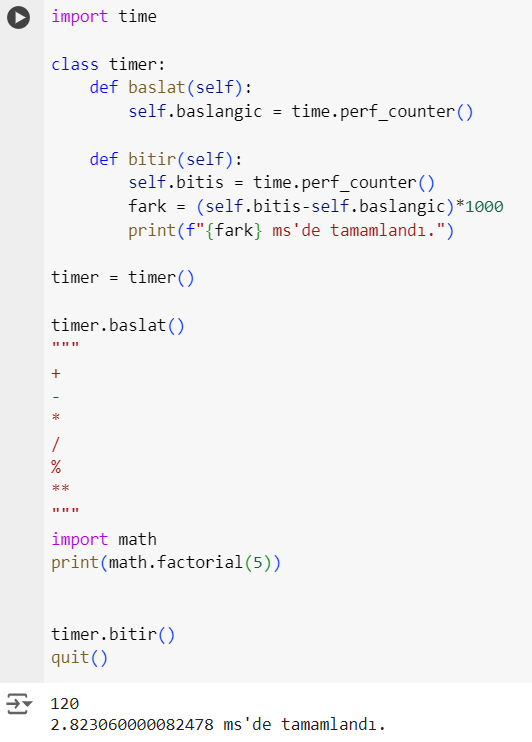 import time
class timer:
def baslat(self):
self.baslangic = time.perf_counter()
def bitir(self):
self.bitis = time.perf_counter()
fark = (self.bitis-self.baslangic)*1000
print(f"{fark} ms'de tamamlandı.")
timer = timer()
timer.baslat()
"""
+
-
*
/
%
**
"""
import math
print(math.factorial(5))
timer.bitir()
quit()
120
2.823060000082478 ms'de tamamlandı.